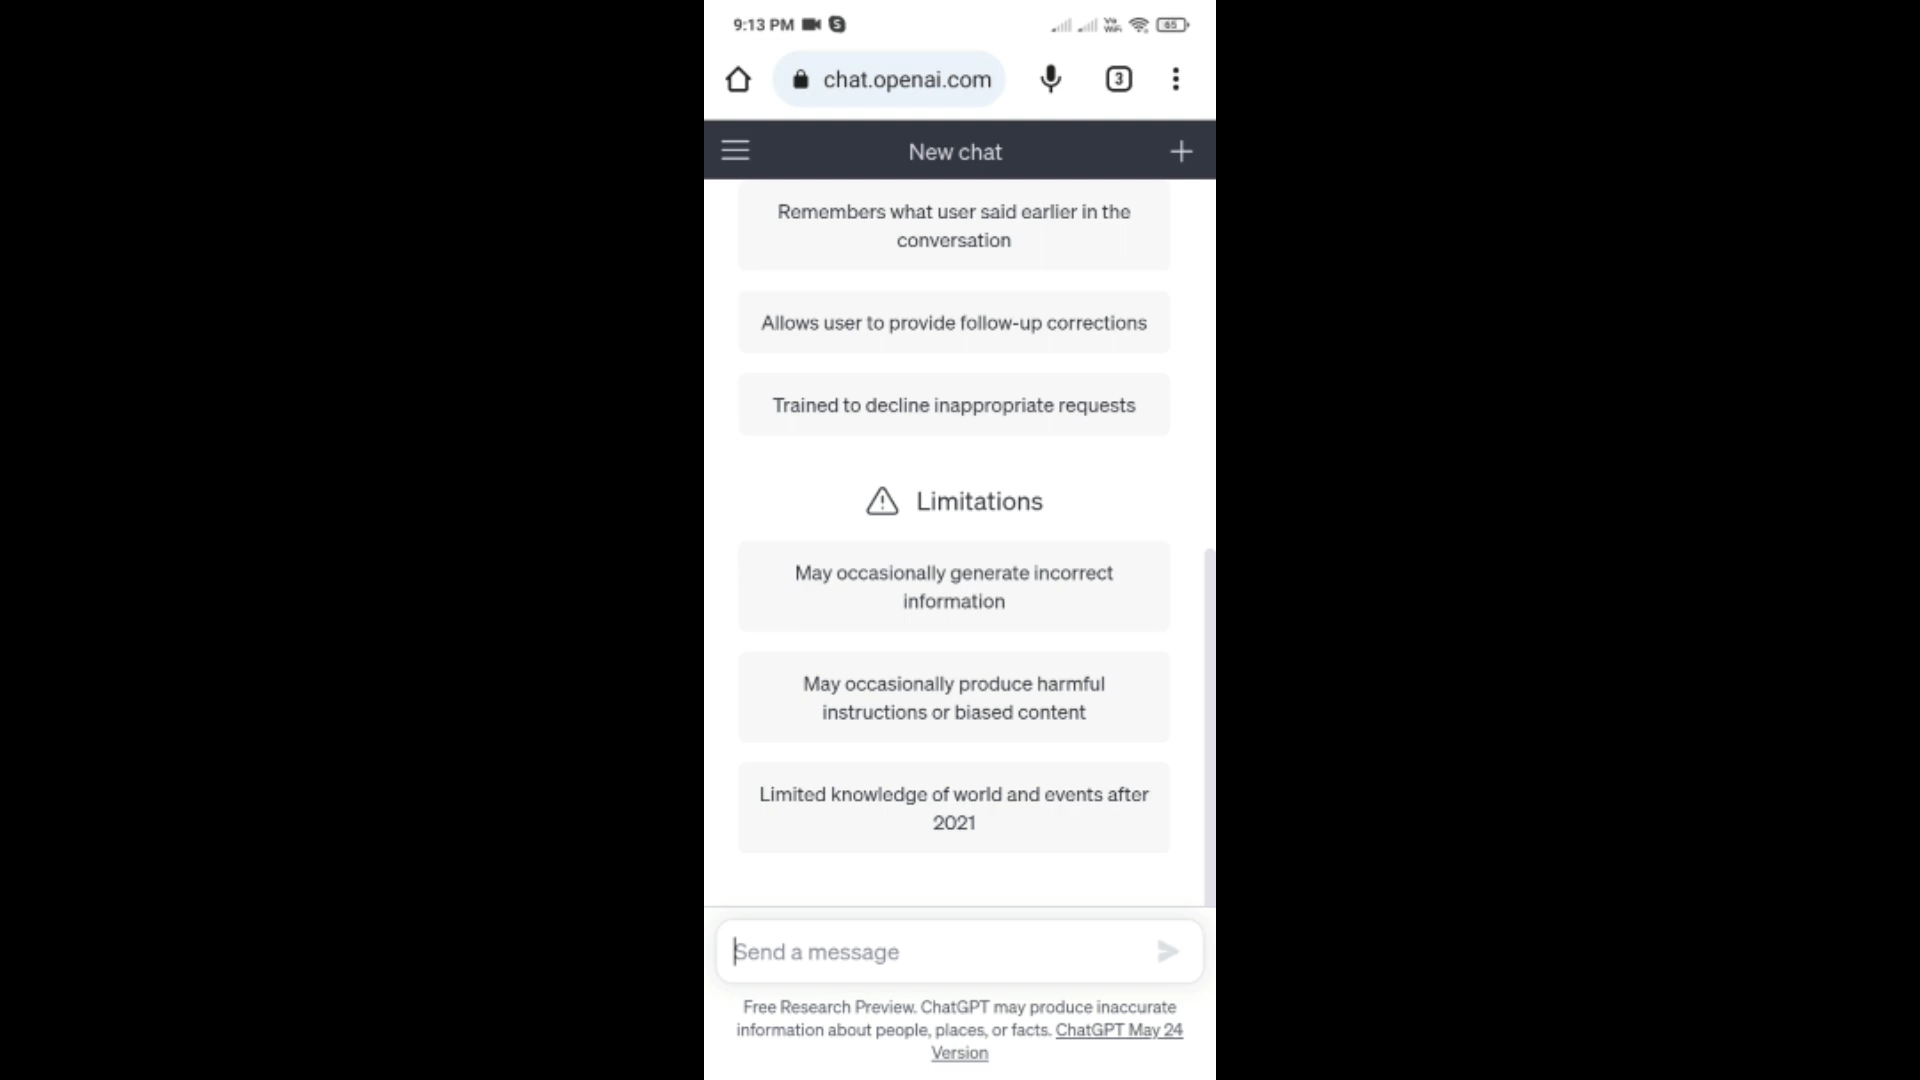 9:13 PM
65
chat.openai.com
3
New chat
Remembers what user said earlier in the
conversation
Allows user to provide follow-up corrections
Trained to decline inappropriate requests
Limitations
May occasionally generate incorrect
information
May occasionally produce harmful
instructions or biased content
Limited knowledge of world and events after
2021
Send a message
Free Research Preview. ChatGPT may produce inaccurate
information about people, places, or facts. ChatGPT May 24
Version